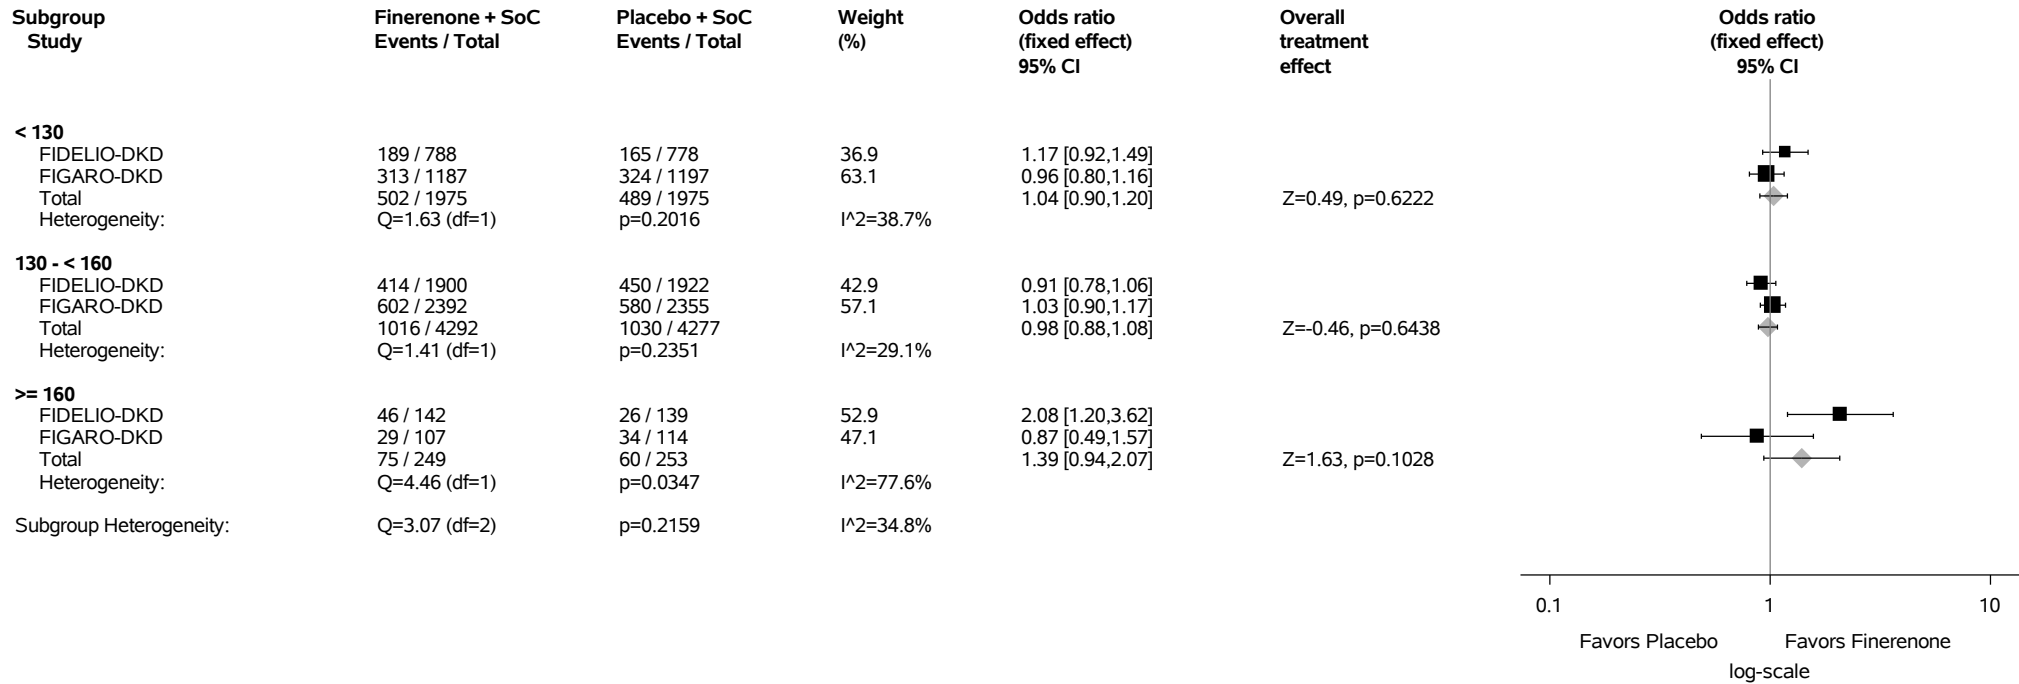 Subgroup Finerenone + SoC Placebo + SoC Weight Odds ratio Overall Odds ratio
Study Events / Total Events / Total (%) (fixed effect) treatment (fixed effect)
95% CI effect 95% CI
< 130
FIDELIO-DKD 189 / 788 165 / 778 36.9 1.17 [0.92,1.49]
FIGARO-DKD 313 / 1187 324 / 1197 63.1 0.96 [0.80,1.16]
Total 502 / 1975 489 / 1975 1.04 [0.90,1.20] Z=0.49, p=0.6222
Heterogeneity: Q=1.63 (df=1) p=0.2016 I^2=38.7%
130 - < 160
FIDELIO-DKD 414 / 1900 450 / 1922 42.9 0.91 [0.78,1.06]
FIGARO-DKD 602 / 2392 580 / 2355 57.1 1.03 [0.90,1.17]
Total 1016 / 4292 1030 / 4277 0.98 [0.88,1.08] Z=-0.46, p=0.6438
Heterogeneity: Q=1.41 (df=1) p=0.2351 I^2=29.1%
>= 160
FIDELIO-DKD 46 / 142 26 / 139 52.9 2.08 [1.20,3.62]
FIGARO-DKD 29 / 107 34 / 114 47.1 0.87 [0.49,1.57]
Total 75 / 249 60 / 253 1.39 [0.94,2.07] Z=1.63, p=0.1028
Heterogeneity: Q=4.46 (df=1) p=0.0347 I^2=77.6%
Subgroup Heterogeneity: Q=3.07 (df=2) p=0.2159 I^2=34.8%
0.1 1 10
Favors Placebo Favors Finerenone
log-scale